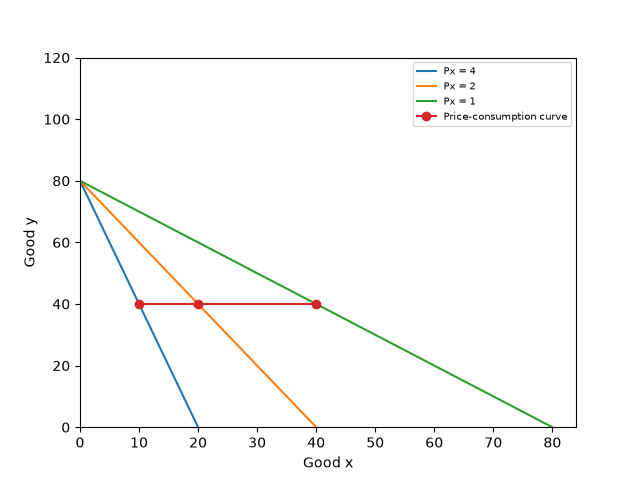 120
100
80
60
40
20
0
Good y
0 10 20 30 40 50 60 70 80
Good x
Px = 4
Px = 2
Px = 1
Price-consumption curve